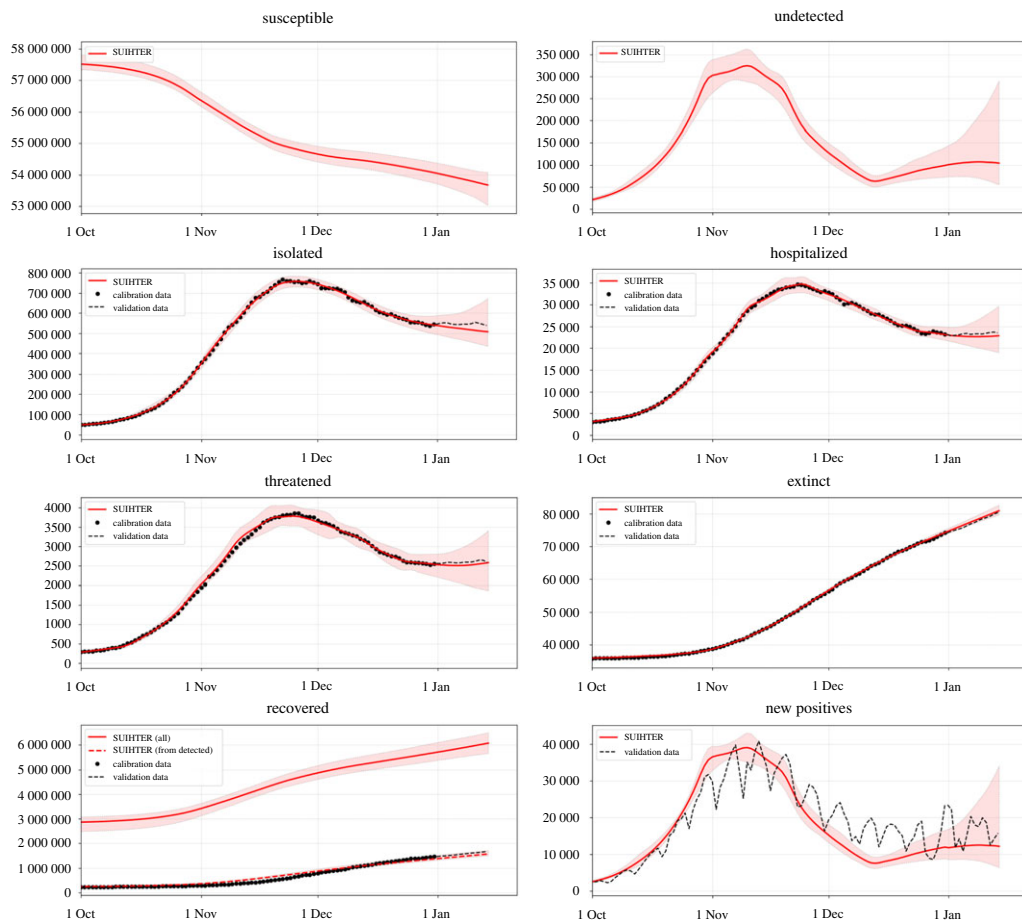 susceptible
58 000 000
57 000 000
56 000 000
55 000 000
54 000 000
53 000 000
SUIHTER
1 Oct
1 Nov
1 Dec
1 Jan
undetected
350 000
300 000
250 000
200 000
150 000
100 000
50 000
0
SUIHTER
1 Oct
1 Nov
1 Dec
1 Jan
isolated
800 000
700 000
600 000
500 000
400 000
300 000
200 000
100 000
0
SUIHTER
calibration data
validation data
1 Oct
1 Nov
1 Dec
1 Jan
hospitalized
35 000
30 000
25 000
20 000
15 000
10 000
5000
0
SUIHTER
calibration data
validation data
1 Oct
1 Nov
1 Dec
1 Jan
threatened
4000
3500
3000
2500
2000
1500
1000
500
0
SUIHTER
calibration data
validation data
1 Oct
1 Nov
1 Dec
1 Jan
extinct
80 000
70 000
60 000
50 000
40 000
SUIHTER
calibration data
validation data
1 Oct
1 Nov
1 Dec
1 Jan
recovered
6 000 000
5 000 000
4 000 000
3 000 000
2 000 000
1 000 000
0
SUIHTER (all)
SUIHTER (from detected)
calibration data
validation data
1 Oct
1 Nov
1 Dec
1 Jan
new positives
40 000
30 000
20 000
10 000
0
SUIHTER
validation data
1 Oct
1 Nov
1 Dec
1 Jan